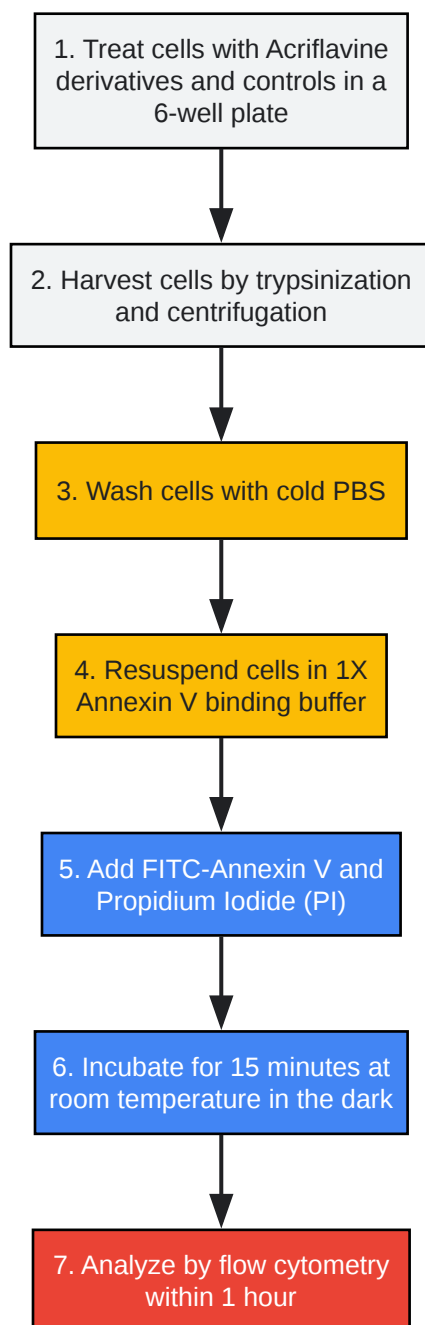 1. Treat cells with Acriflavine
derivatives and controls in a
6-well plate
2. Harvest cells by trypsinization
and centrifugation
3. Wash cells with cold PBS
4. Resuspend cells in 1X
Annexin V binding buffer
5. Add FITC-Annexin V and
Propidium Iodide (PI)
6. Incubate for 15 minutes at
room temperature in the dark
7. Analyze by flow cytometry
within 1 hour